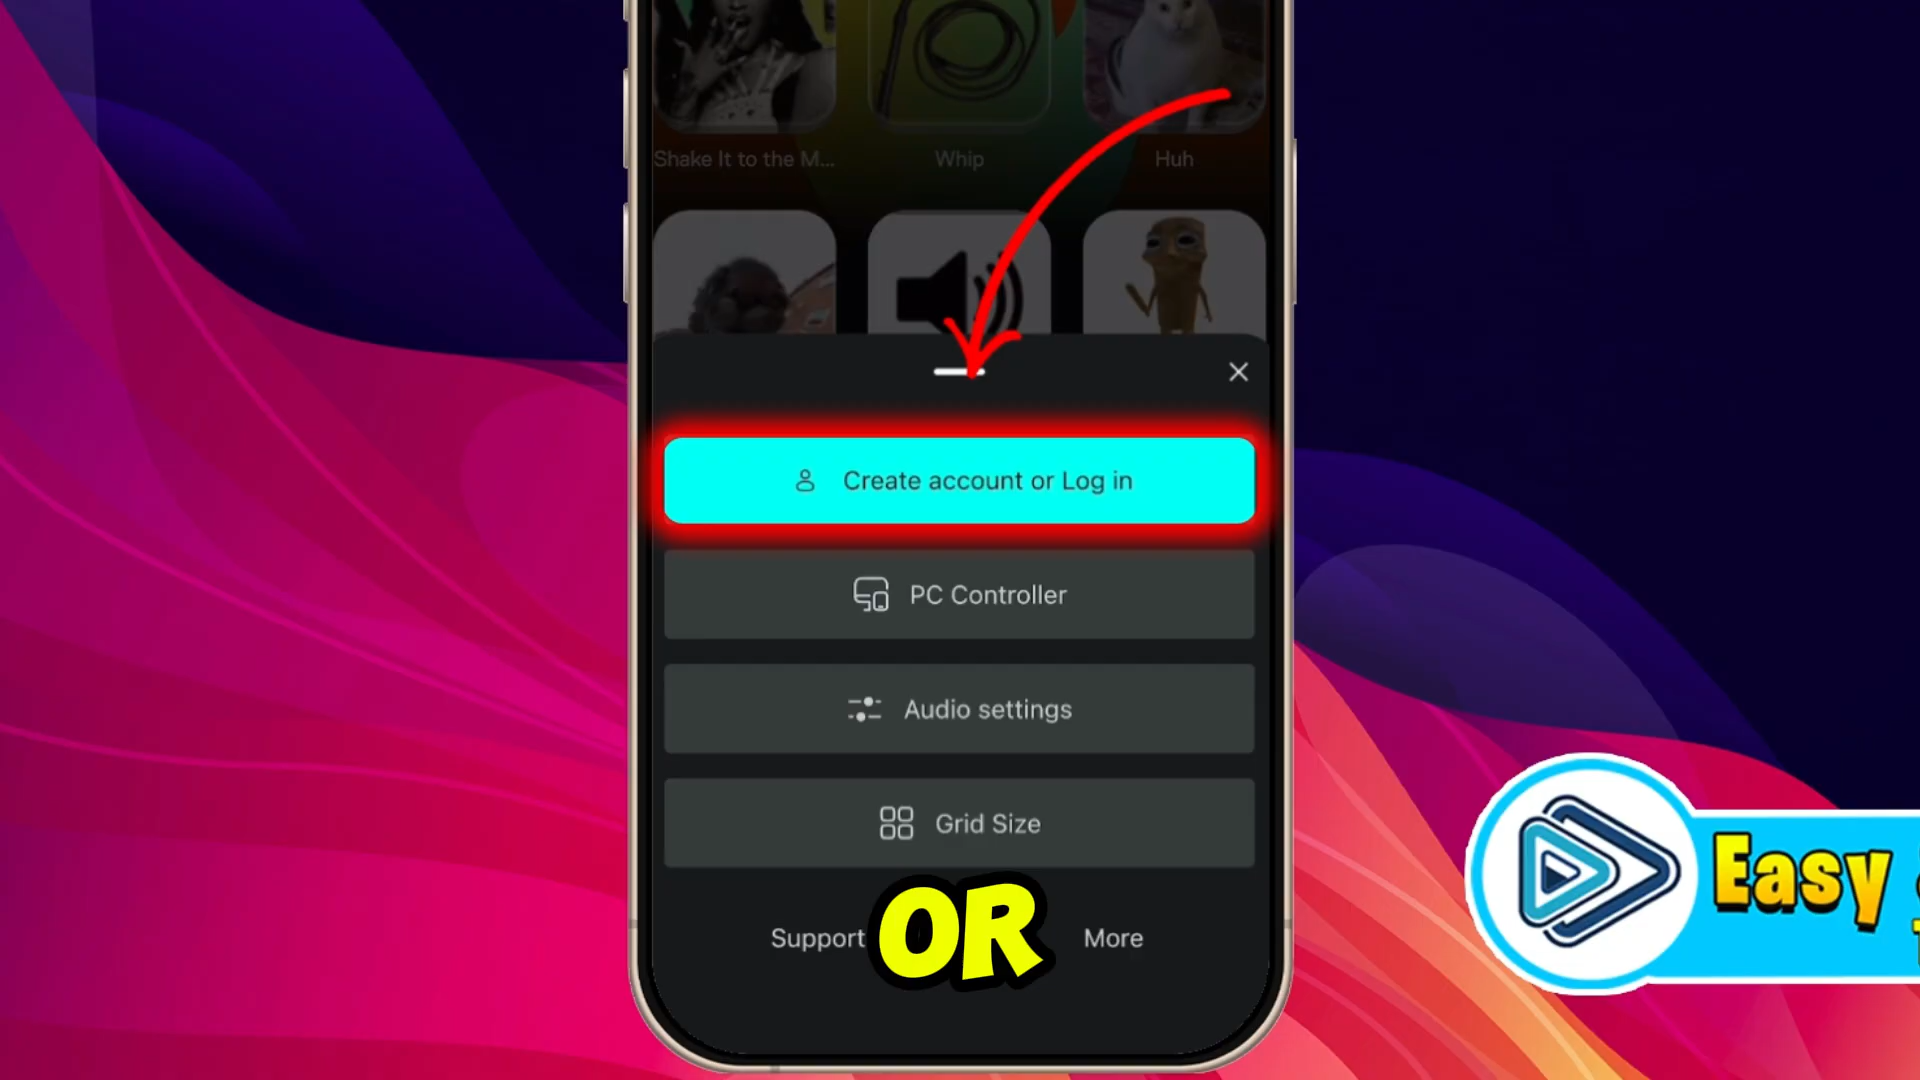 Shake It to the M...
Whip
Huh
Create account or Log in
PC Controller
Audio settings
Grid Size
Support
OR
More
Easy